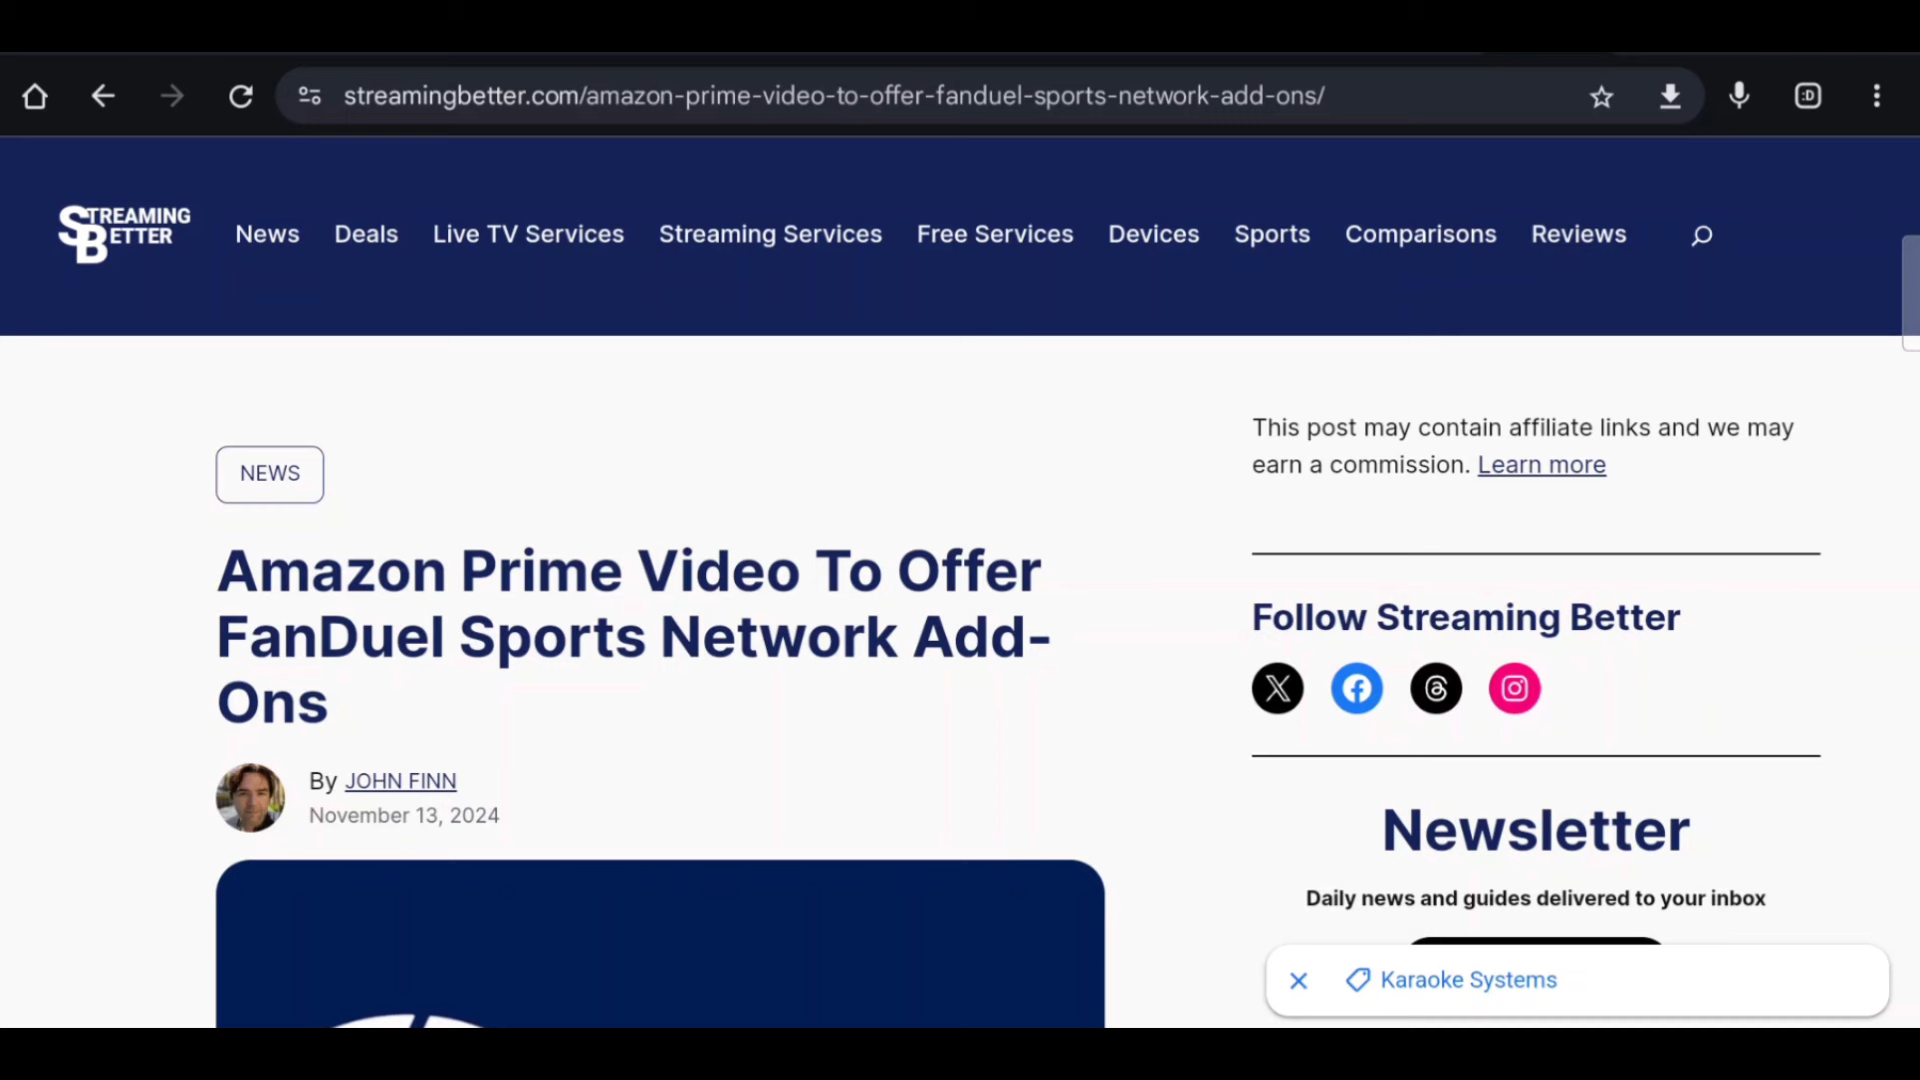 streamingbetter.com/amazon-prime-video-to-offer-fanduel-sports-network-add-ons/
:D
STREAMING
BETTER
News
Deals
Live TV Services
Streaming Services
Free Services
Devices
Sports
Comparisons
Reviews
NEWS
Amazon Prime Video To Offer
FanDuel Sports Network Add-
Ons
By JOHN FINN
November 13, 2024
This post may contain affiliate links and we may
earn a commission. Learn more
Follow Streaming Better
Newsletter
Daily news and guides delivered to your inbox
Karaoke Systems